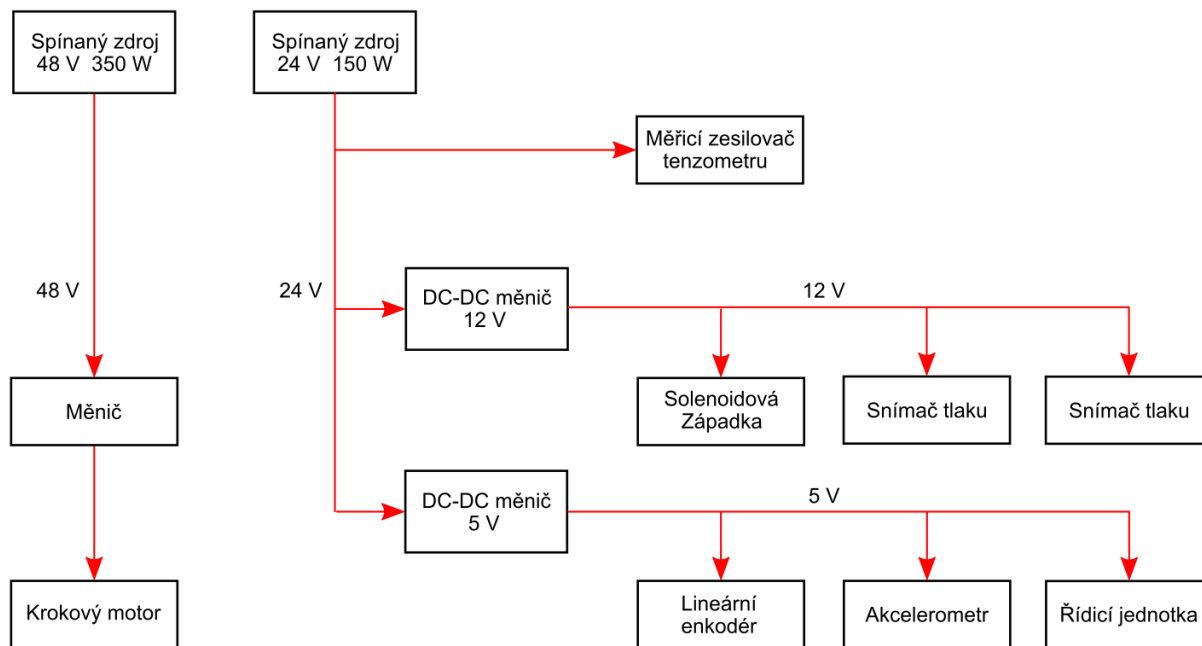 Spínaný zdroj
48 V  350 W
Spínaný zdroj
24 V  150 W
Měřicí zesilovač
tenzometru
48 V
24 V
DC-DC měnič
12 V
12 V
Měnič
Solenoidová
Západka
Snímač tlaku
Snímač tlaku
DC-DC měnič
5 V
5 V
Krokový motor
Lineární
enkodér
Akcelerometr
Řídicí jednotka